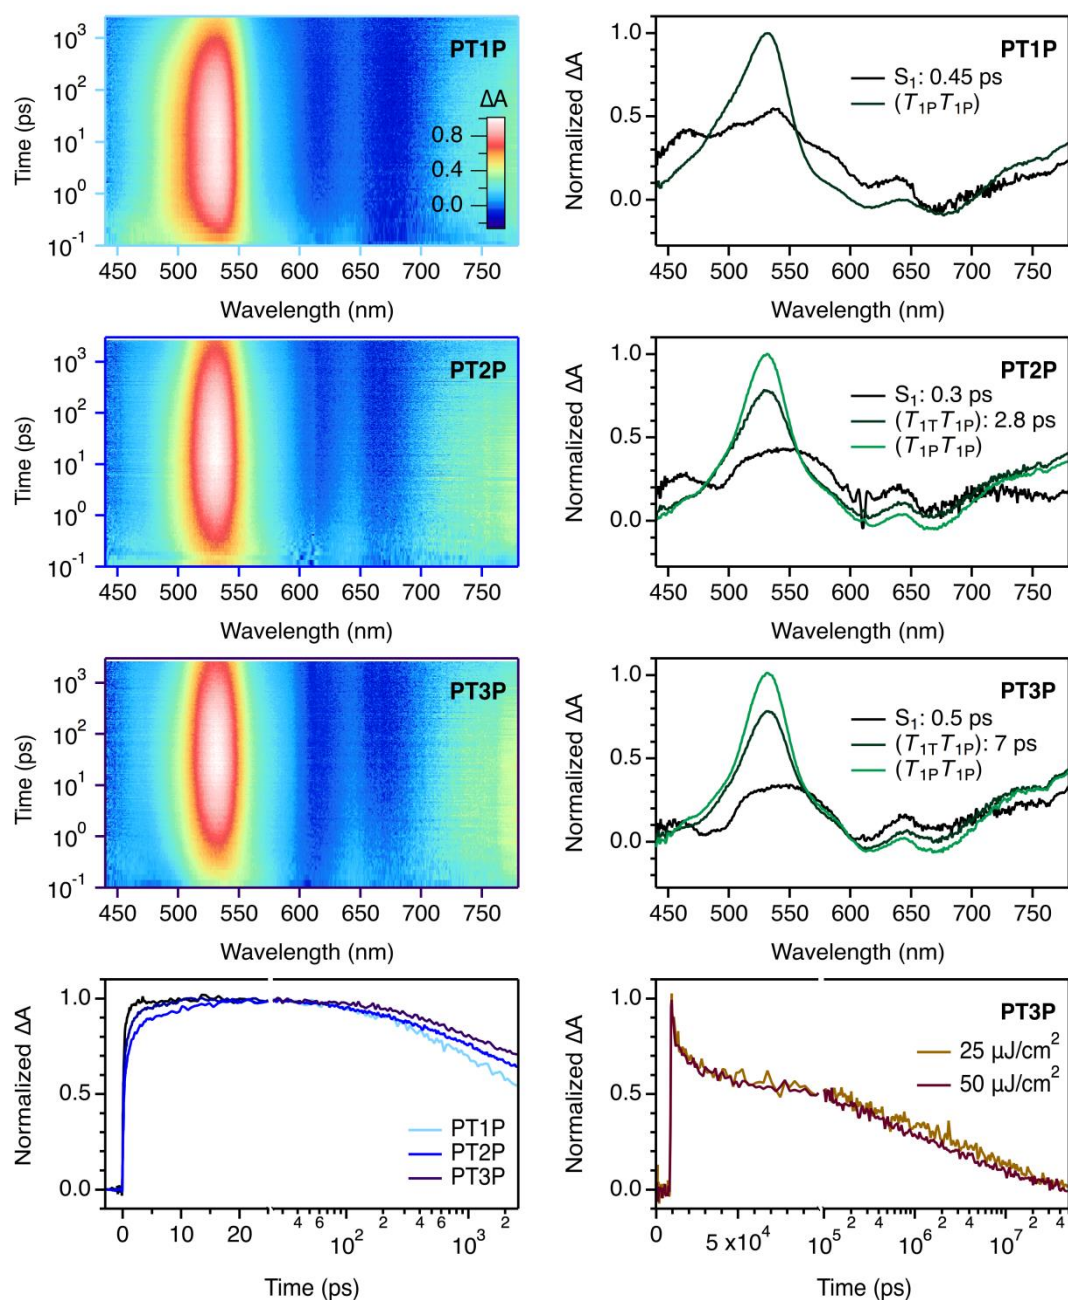 PT1P
ΔA
0.8
0.4
0.0
10³
10²
10¹
10⁰
10⁻¹
Time (ps)
450 500 550 600 650 700 750
Wavelength (nm)
PT1P
S₁: 0.45 ps
(T₁ₚT₁ₚ)
1.0
0.5
0.0
Normalized ΔA
450 500 550 600 650 700 750
Wavelength (nm)
PT2P
10³
10²
10¹
10⁰
10⁻¹
Time (ps)
450 500 550 600 650 700 750
Wavelength (nm)
PT2P
S₁: 0.3 ps
(T₁TT₁ₚ): 2.8 ps
(T₁ₚT₁ₚ)
1.0
0.5
0.0
Normalized ΔA
450 500 550 600 650 700 750
Wavelength (nm)
PT3P
10³
10²
10¹
10⁰
10⁻¹
Time (ps)
450 500 550 600 650 700 750
Wavelength (nm)
PT3P
S₁: 0.5 ps
(T₁TT₁ₚ): 7 ps
(T₁ₚT₁ₚ)
1.0
0.5
0.0
Normalized ΔA
450 500 550 600 650 700 750
Wavelength (nm)
1.0
0.5
0.0
Normalized ΔA
PT1P
PT2P
PT3P
0 10 20 4 6 10² 2 4 6 10³ 2
Time (ps)
PT3P
25 μJ/cm²
50 μJ/cm²
1.0
0.5
0.0
Normalized ΔA
0 5 x10⁴ 10⁵ 2 4 10⁶ 2 4 10⁷ 2 4
Time (ps)